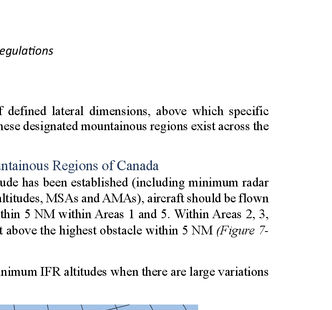 egulations
f defined lateral dimensions, above which specific
hese designated mountainous regions exist across the
untainous Regions of Canada
ude has been established (including minimum radar
altitudes, MSAs and AMAs), aircraft should be flown
thin 5 NM within Areas 1 and 5. Within Areas 2, 3,
t above the highest obstacle within 5 NM (Figure 7-
nimum IFR altitudes when there are large variations